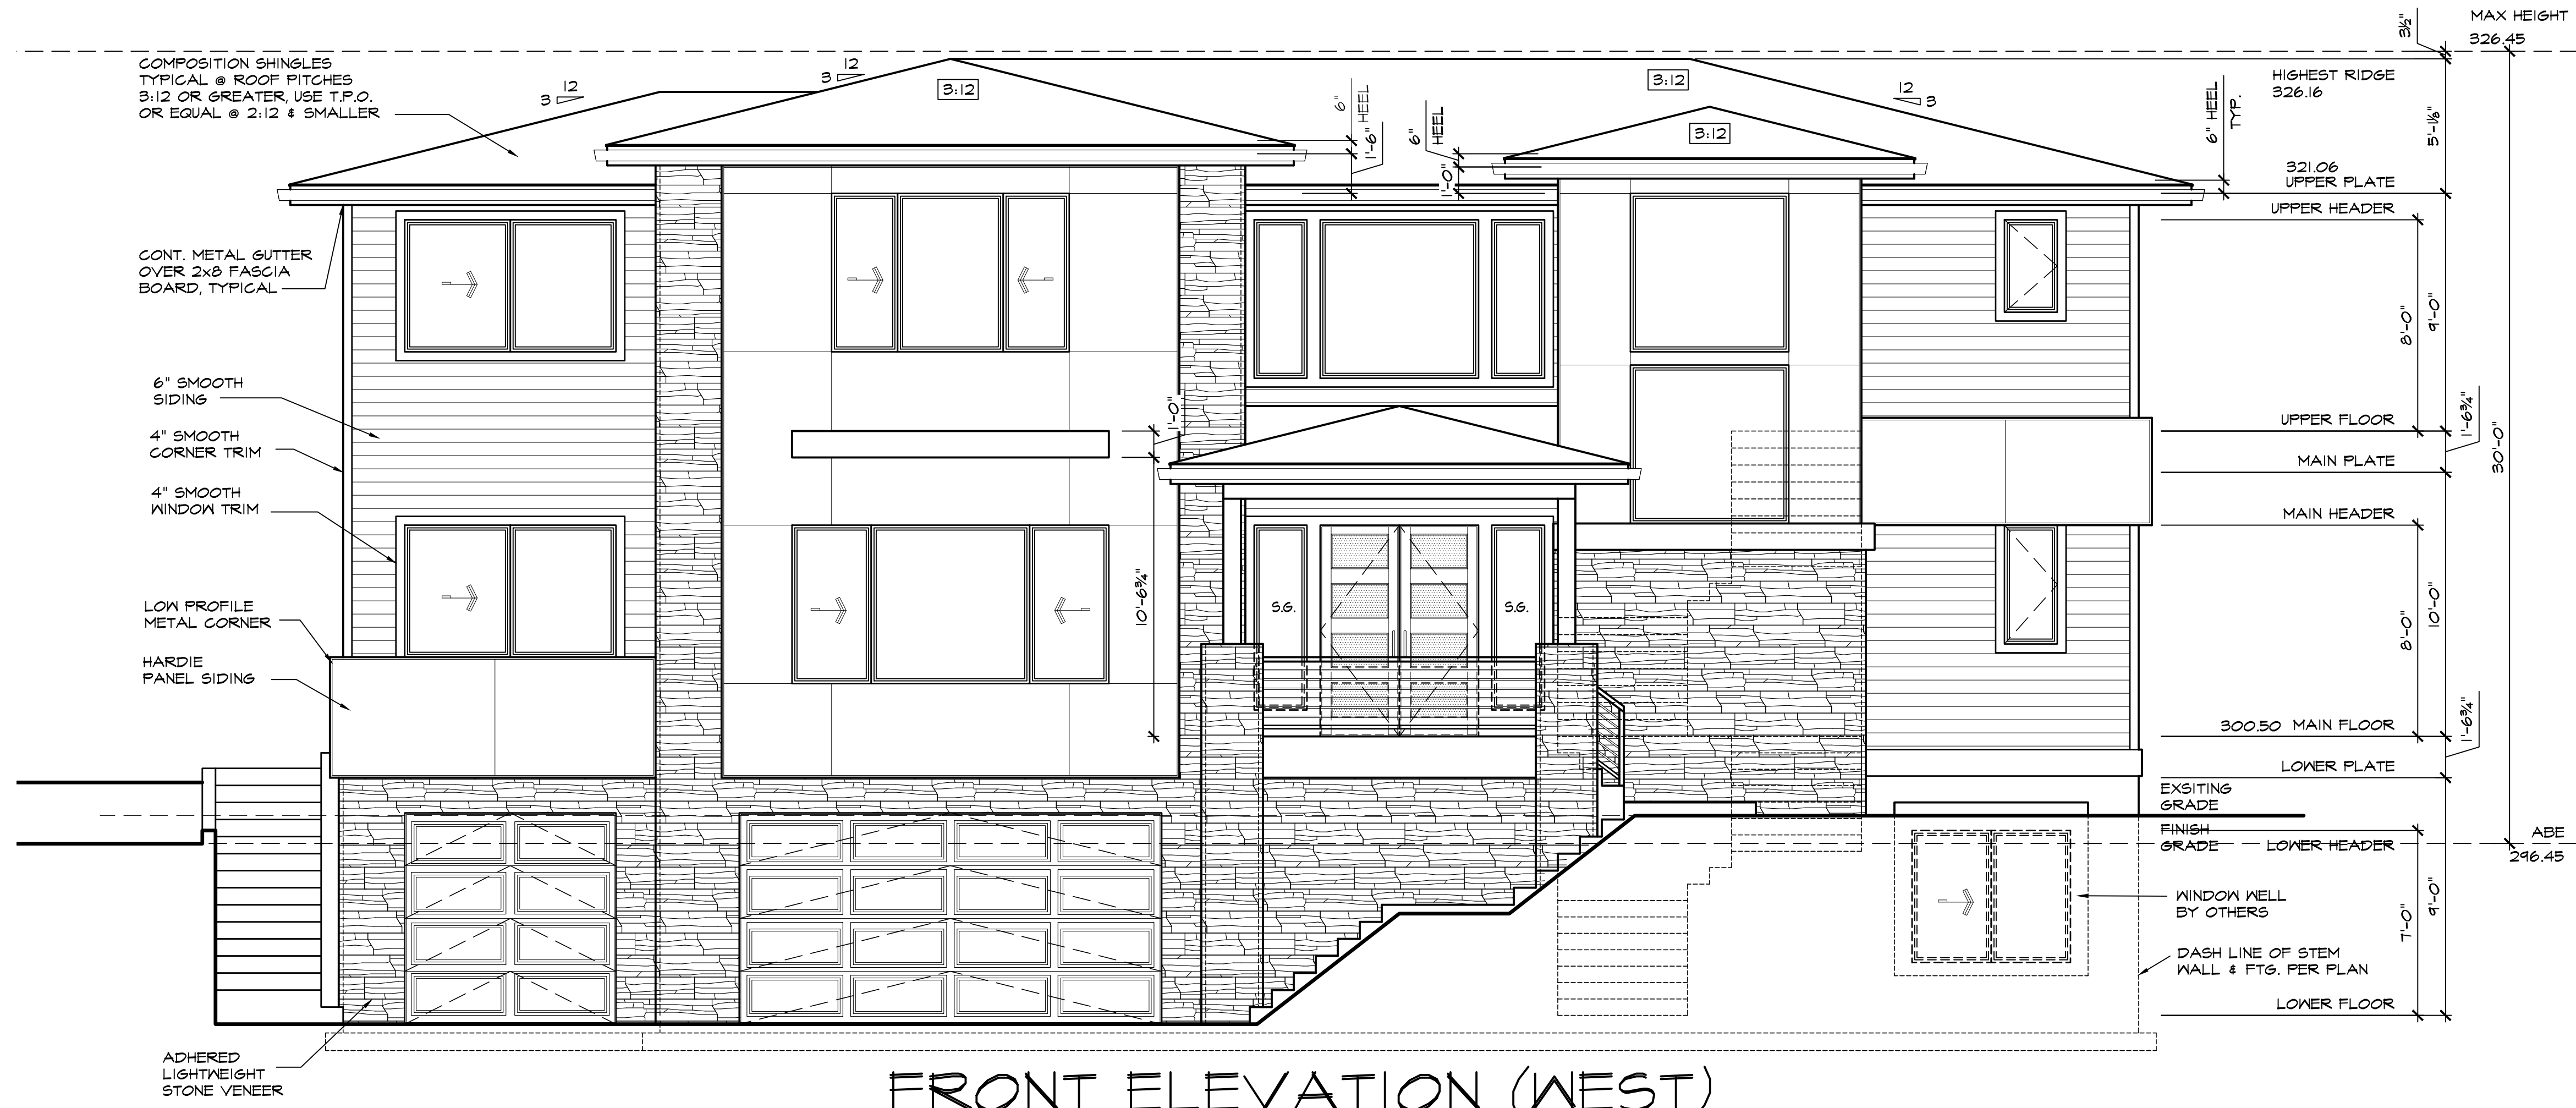 3½"
MAX HEIGHT
326.45
COMPOSITION SHINGLES
TYPICAL @ ROOF PITCHES
3:12 OR GREATER, USE T.P.O.
OR EQUAL @ 2:12 & SMALLER
12
3
12
3
3:12
3:12
3:12
12
3
6" HEEL
1'-6"
6"
HEEL
1'-0"
6" HEEL
TYP.
HIGHEST RIDGE
326.16
5'-1⅛"
321.06
UPPER PLATE
UPPER HEADER
CONT. METAL GUTTER
OVER 2x8 FASCIA
BOARD, TYPICAL
8'-0"
9'-0"
6" SMOOTH
SIDING
4" SMOOTH
CORNER TRIM
4" SMOOTH
WINDOW TRIM
1'-0"
UPPER FLOOR
1'-6¾"
30'-0"
MAIN PLATE
MAIN HEADER
10'-6¾"
S.G.
S.G.
LOW PROFILE
METAL CORNER
HARDIE
PANEL SIDING
8'-0"
10'-0"
300.50 MAIN FLOOR
1'-6¾"
LOWER PLATE
EXSITING
GRADE
FINISH
GRADE
LOWER HEADER
ABE
296.45
WINDOW WELL
BY OTHERS
7'-0"
9'-0"
DASH LINE OF STEM
WALL & FTG. PER PLAN
LOWER FLOOR
ADHERED
LIGHTWEIGHT
STONE VENEER
FRONT ELEVATION (WEST)